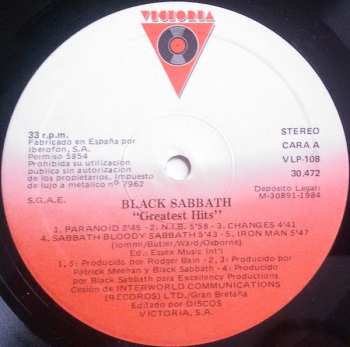 VICTORIA
33 r.p.m.
Fabricado en España por
Iberofon, S.A.
Permiso 5854
Prohibida su utilización
publica sin autorización
de los propietarios. Impuesto
de lujo a metalico nº 7962
S.G.A.E.
STEREO
CARA A
VLP-108
30.472
Depósito Legal:
M-30891-1984
BLACK SABBATH
"Greatest Hits"
1. PARANOID 2'45 - 2. N.I.B. 5'58 - 3. CHANGES 4'41
4. SABBATH BLOODY SABBATH 5'43 - 5. IRON MAN 5'47
(Iommi/Butler/Ward/Osborne)
Ed.: Essex Music Int'l
1, 5: Producidos por Rodger Bain - 2, 3: Producido por
Patrick Meehan y Black Sabbath - 4: Producido por
Black Sabbath para Excellency Productions.
Cesión de INTERWORLD COMMUNICATIONS
(RECORDS) LTD./Gran Bretaña
Editado por DISCOS
VICTORIA, S.A.